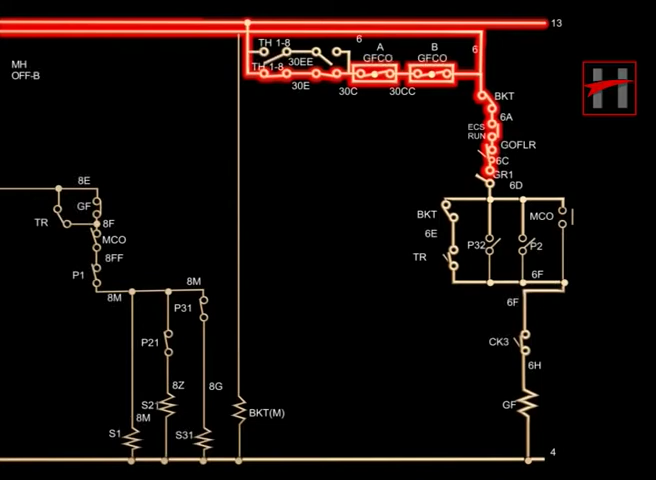 13
6
TH 1-8
A
B
6
GFCO
GFCO
30EE
MH
OFF-B
TH 1-8
30E
30C
30CC
BKT
6A
ECS
RUN
GOFLR
6C
GR1
8E
6D
GF
BKT
MCO
TR
8F
6E
MCO
P32
P2
8FF
TR
P1
6F
8M
8M
P31
6F
P21
CK3
6H
8Z
8G
S21
GF
8M
BKT(M)
S1
S31
4